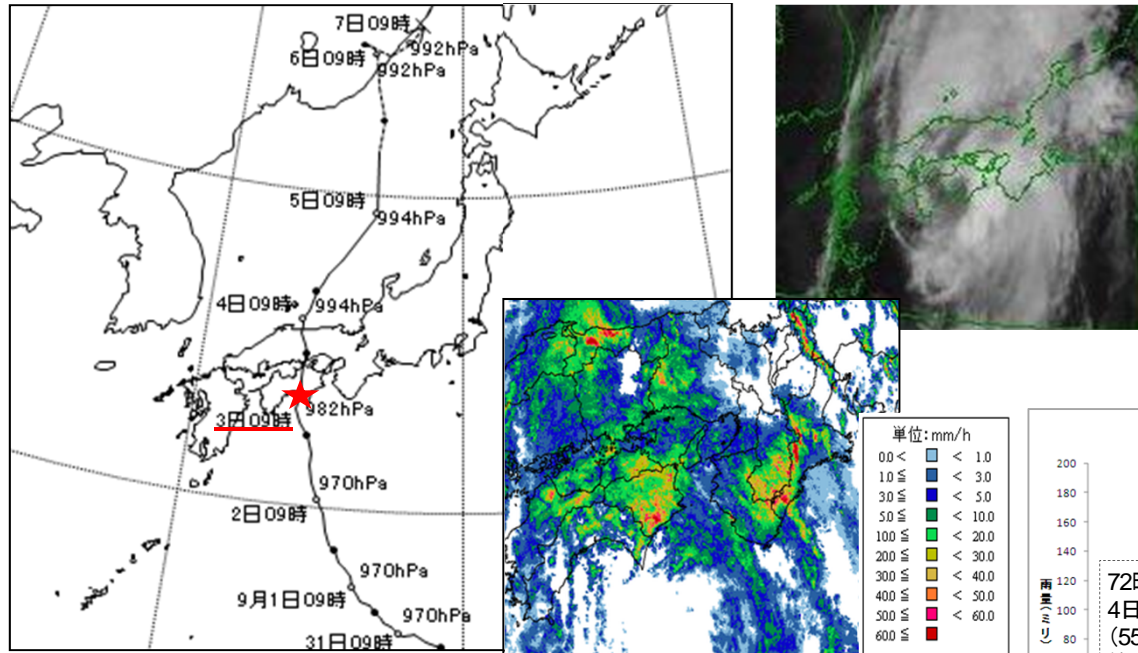 7日09時
992hPa
6日09時
992hPa
5日09時
994hPa
4日09時
994hPa
982hPa
3日09時
970hPa
2日09時
970hPa
9月1日09時
970hPa
31日09時
単位:mm/h
0.0 < < 1.0
1.0 ≦ < 3.0
3.0 ≦ < 5.0
5.0 ≦ < 10.0
10.0 ≦ < 20.0
20.0 ≦ < 30.0
30.0 ≦ < 40.0
40.0 ≦ < 50.0
50.0 ≦ < 60.0
60.0 ≦
200
180
160
140
120
100
80
雨量(ミリ)
4日
(55